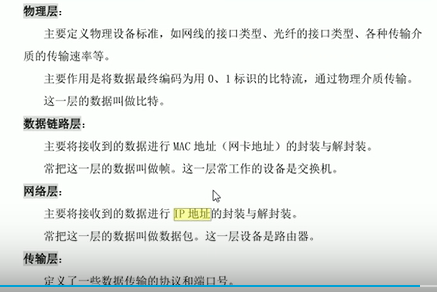 物理层：
主要定义物理设备标准，如网线的接口类型、光纤的接口类型、各种传输介
质的传输速率等。
主要作用是将数据最终编码为用 0、1 标识的比特流，通过物理介质传输。
这一层的数据叫做比特。
数据链路层：
主要将接收到的数据进行 MAC 地址（网卡地址）的封装与解封装。
常把这一层的数据叫做帧。这一层常工作的设备是交换机。
网络层：
主要将接收到的数据进行 IP 地址的封装与解封装。
常把这一层的数据叫做数据包。这一层设备是路由器。
传输层：
定义了一些数据传输的协议和端口号。